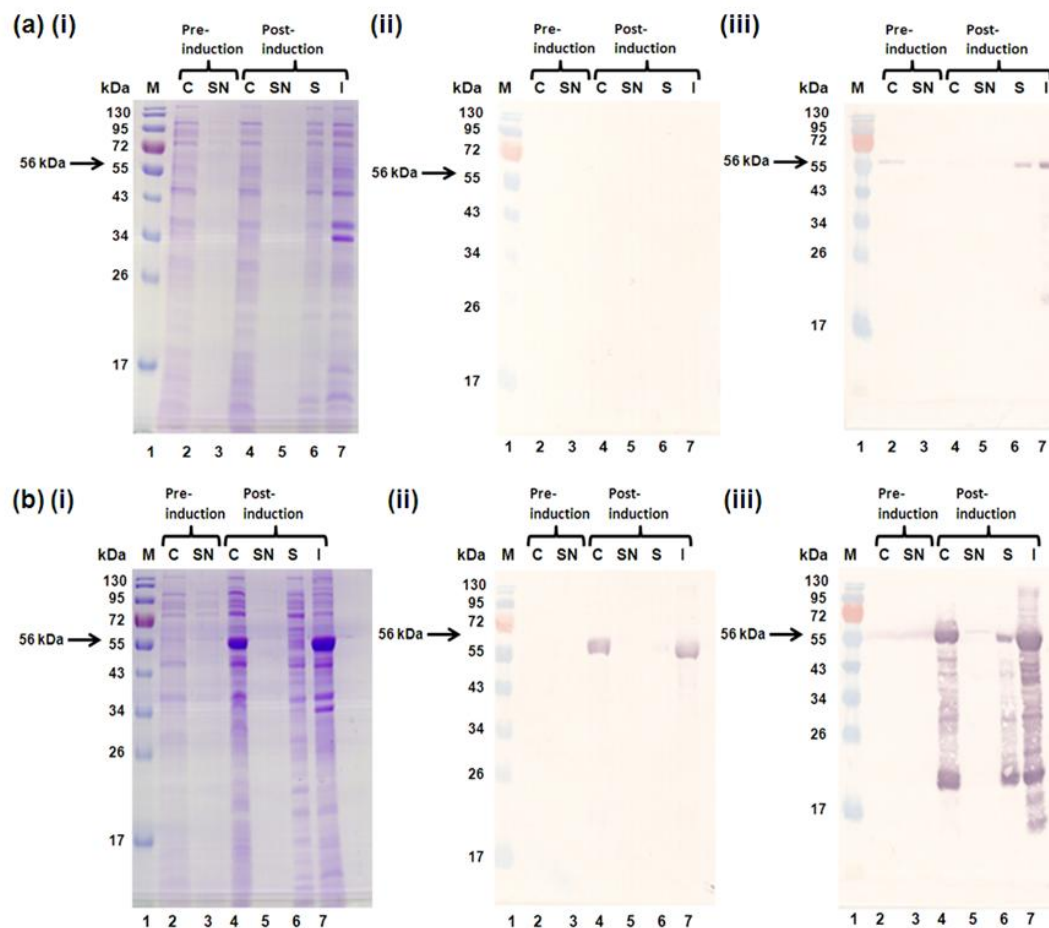 (a) (i)
Pre-
induction
Post-
induction
kDa M C SN C SN S I
130
95
72
56 kDa
55
43
34
26
17
1 2 3 4 5 6 7
(ii)
Pre-
induction
Post-
induction
kDa M C SN C SN S I
130
95
72
56 kDa
55
43
34
26
17
1 2 3 4 5 6 7
(iii)
Pre-
induction
Post-
induction
kDa M C SN C SN S I
130
95
72
56 kDa
55
43
34
26
17
1 2 3 4 5 6 7
(b) (i)
Pre-
induction
Post-
induction
kDa M C SN C SN S I
130
95
72
56 kDa
55
43
34
26
17
1 2 3 4 5 6 7
(ii)
Pre-
induction
Post-
induction
kDa M C SN C SN S I
130
95
72
56 kDa
55
43
34
26
17
1 2 3 4 5 6 7
(iii)
Pre-
induction
Post-
induction
kDa M C SN C SN S I
130
95
72
56 kDa
55
43
34
26
17
1 2 3 4 5 6 7